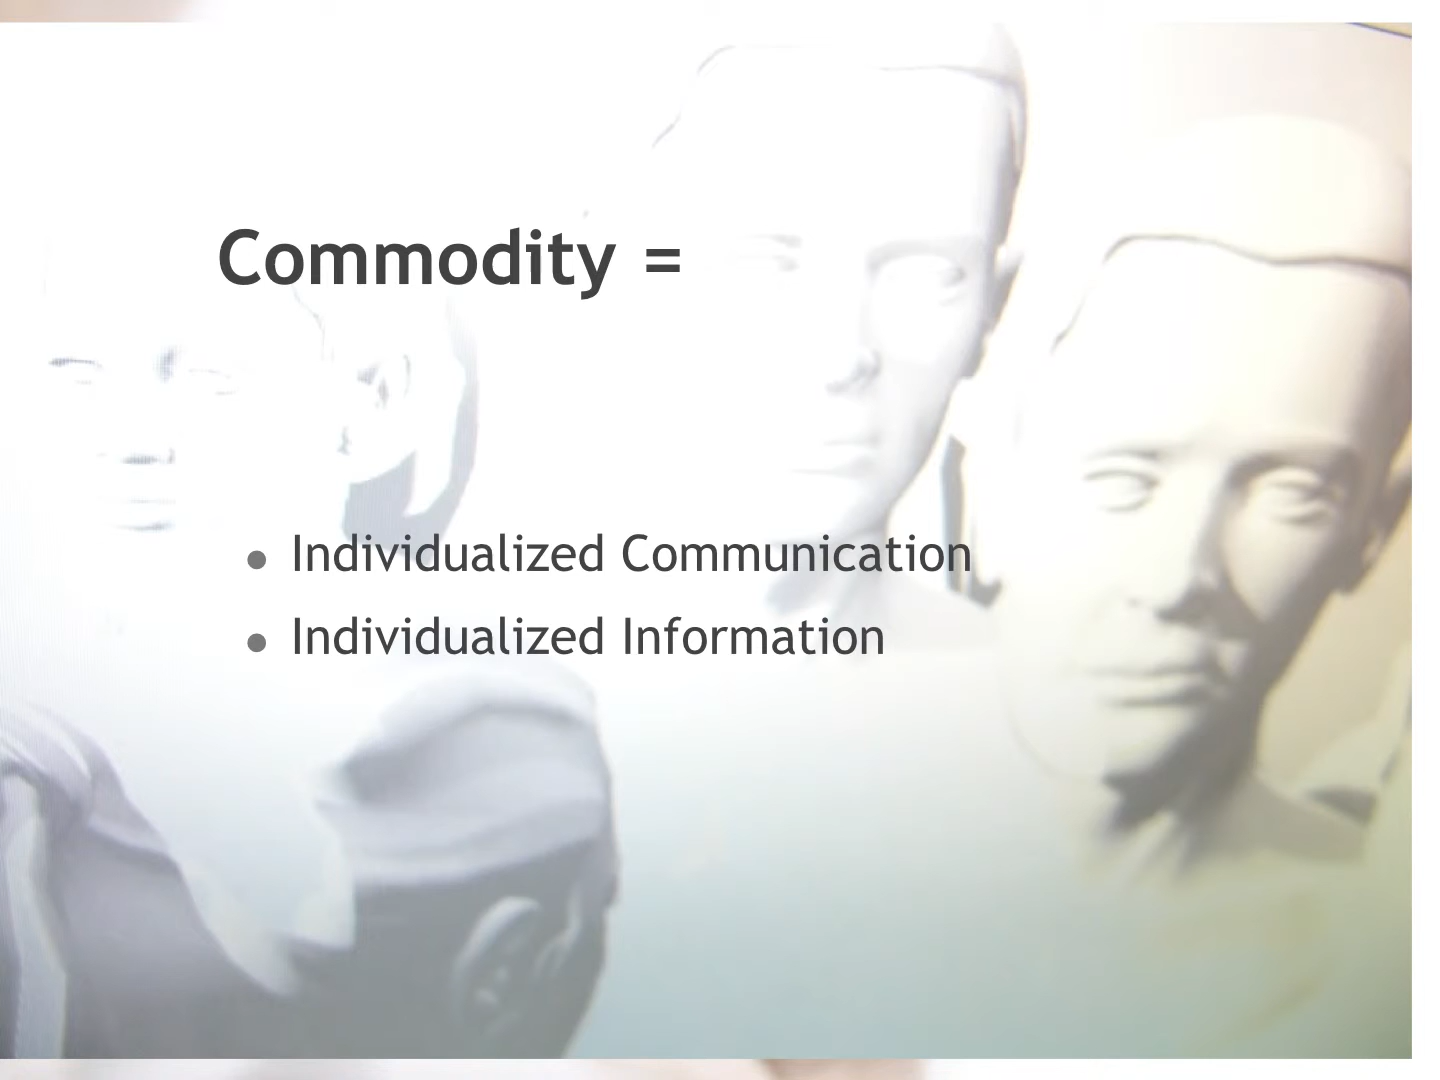 Commodity =
• Individualized Communication
• Individualized Information